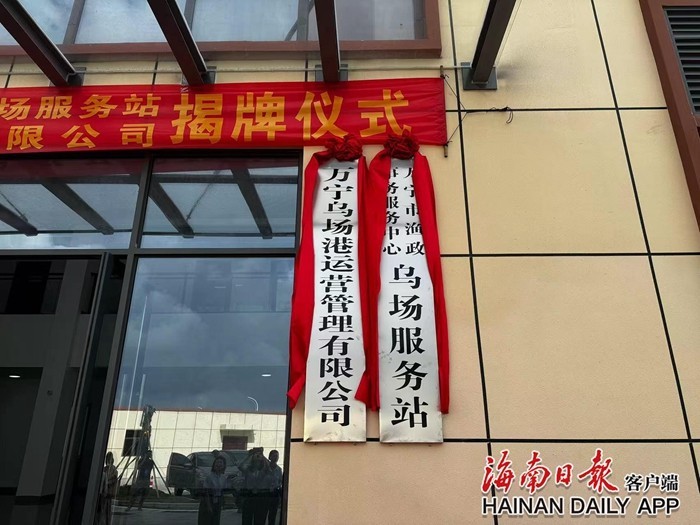 场服务站
限公司
揭牌仪式
万宁乌场港运营管理有限公司
万宁市渔政
事务服务中心
乌场服务站
海南日报 客户端
HAINAN DAILY APP